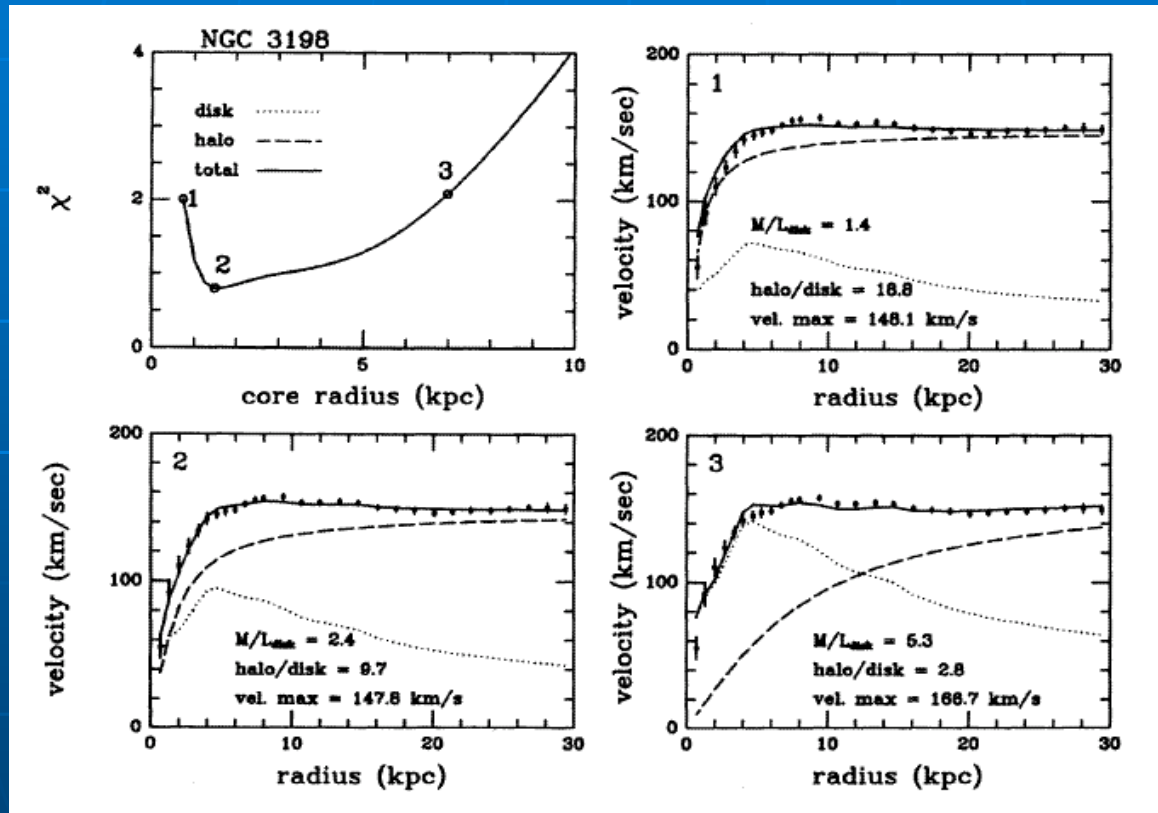 NGC 3198
4
2
0
χ²
disk
halo
total
1
2
3
0 5 10
core radius (kpc)
200
100
0
velocity (km/sec)
1
M/Ldisk = 1.4
halo/disk = 18.8
vel. max = 148.1 km/s
0 10 20 30
radius (kpc)
200
100
0
velocity (km/sec)
2
M/Ldisk = 2.4
halo/disk = 9.7
vel. max = 147.8 km/s
0 10 20 30
radius (kpc)
200
100
0
velocity (km/sec)
3
M/Ldisk = 5.3
halo/disk = 2.8
vel. max = 166.7 km/s
0 10 20 30
radius (kpc)